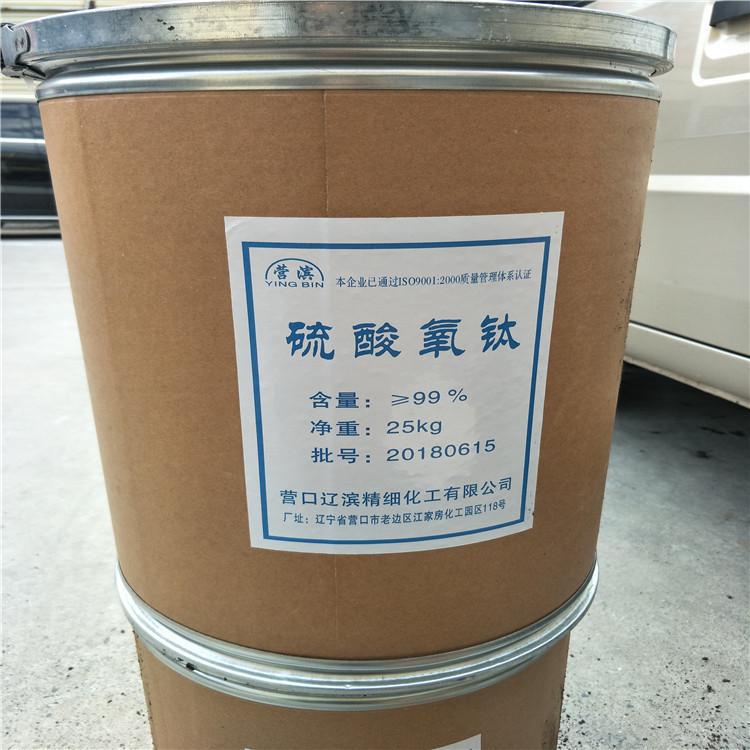 营滨
YING BIN
本企业已通过ISO9001:2000质量管理体系认证
硫酸氧钛
含量：≥99%
净重：25kg
批号：20180615
营口辽滨精细化工有限公司
厂址：辽宁省营口市老边区江家房化工园区118号